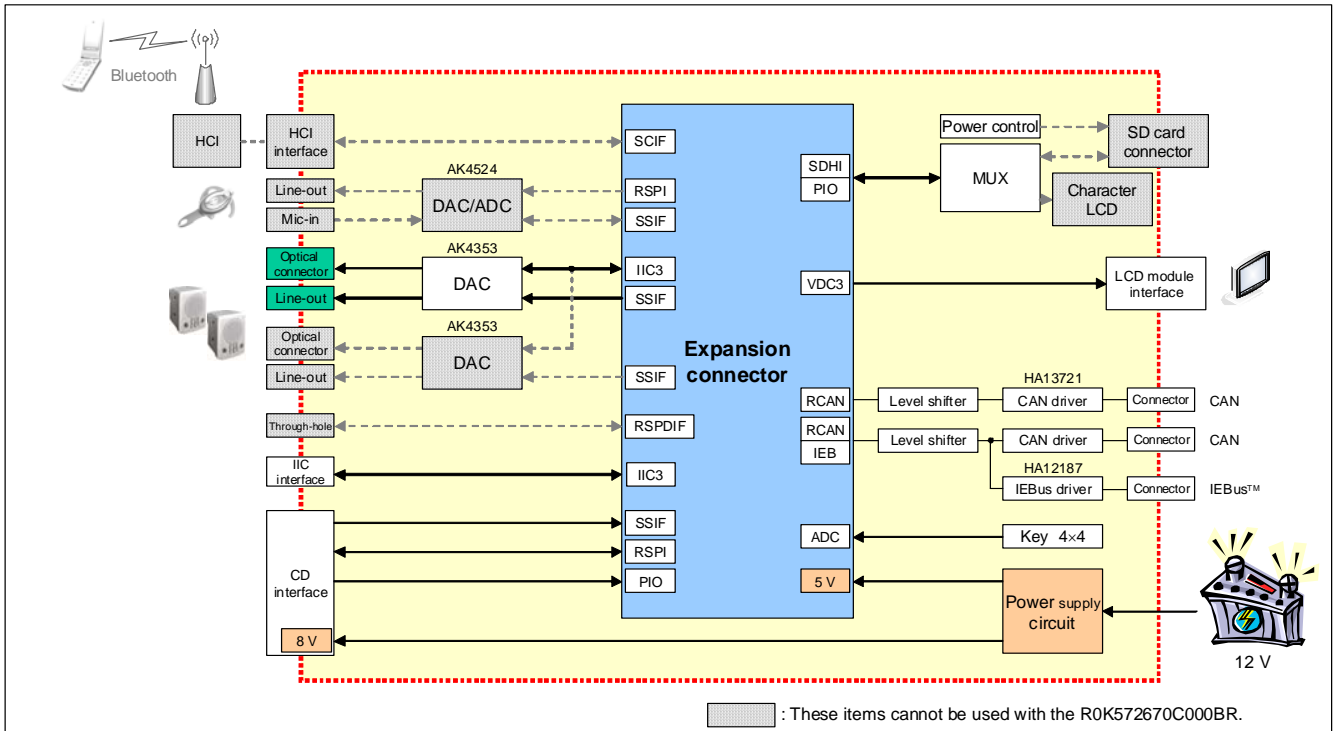 Bluetooth
HCI
HCI
interface
SCIF
AK4524
Line-out
Mic-in
DAC/ADC
RSPI
SSIF
AK4353
Optical
connector
Line-out
DAC
IIC3
SSIF
AK4353
Optical
connector
Line-out
DAC
SSIF
Through-hole
RSPDIF
IIC
interface
IIC3
CD
interface
8 V
SSIF
RSPI
PIO
Expansion
connector
Power control
SD card
connector
SDHI
PIO
MUX
Character
LCD
VDC3
LCD module
interface
HA13721
RCAN
Level shifter
CAN driver
Connector
CAN
RCAN
IEB
Level shifter
CAN driver
Connector
CAN
HA12187
IEBus driver
Connector
IEBus™
ADC
Key 4×4
5 V
Power supply
circuit
12 V
: These items cannot be used with the R0K572670C000BR.